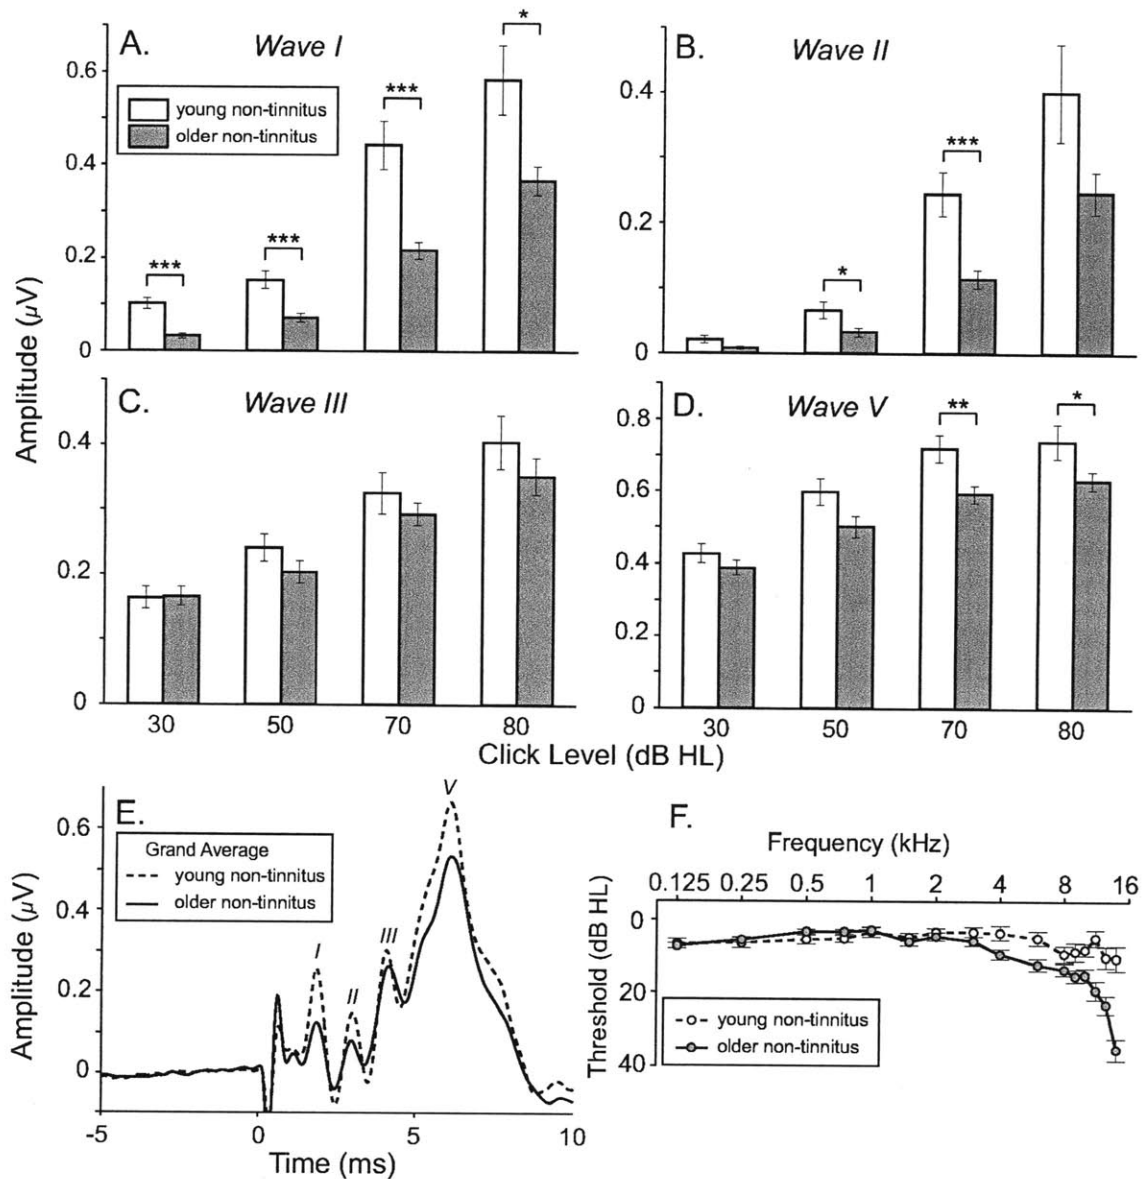 A.
Wave I
*
0.6
young non-tinnitus
older non-tinnitus
***
0.4
***
0.2
***
0
B.
Wave II
0.4
***
0.2
*
0
Amplitude (μV)
C.
Wave III
0.4
0.2
0
30 50 70 80
D.
Wave V
** *
0.8
0.6
0.4
0.2
0
30 50 70 80
Click Level (dB HL)
E.
V
0.6
Grand Average
young non-tinnitus
older non-tinnitus
0.4
I II III
0.2
0
Amplitude (μV)
-5 0 5 10
Time (ms)
F.
Frequency (kHz)
0.125 0.25 0.5 1 2 4 8 16
0
20
40
Threshold (dB HL)
young non-tinnitus
older non-tinnitus